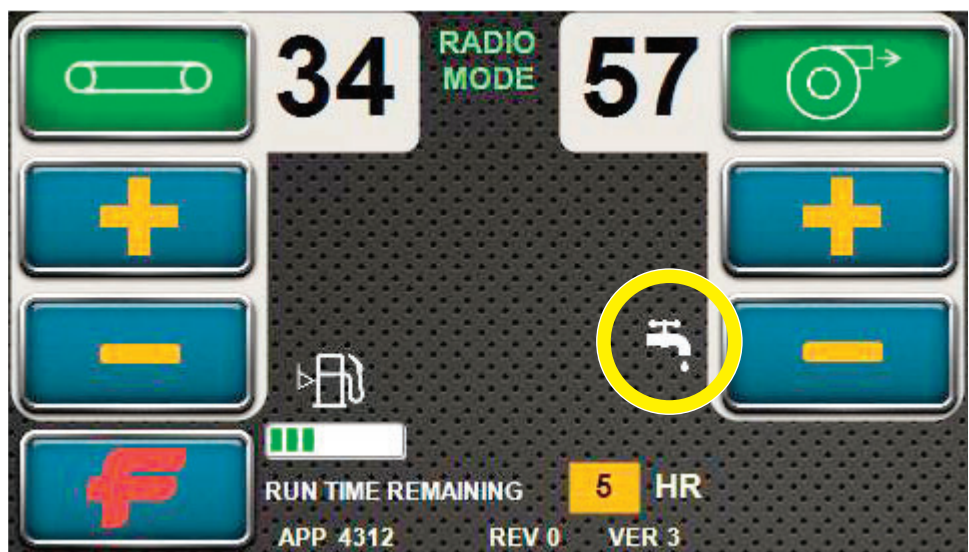 34
RADIO
MODE
57
RUN TIME REMAINING 5 HR
APP 4312 REV 0 VER 3